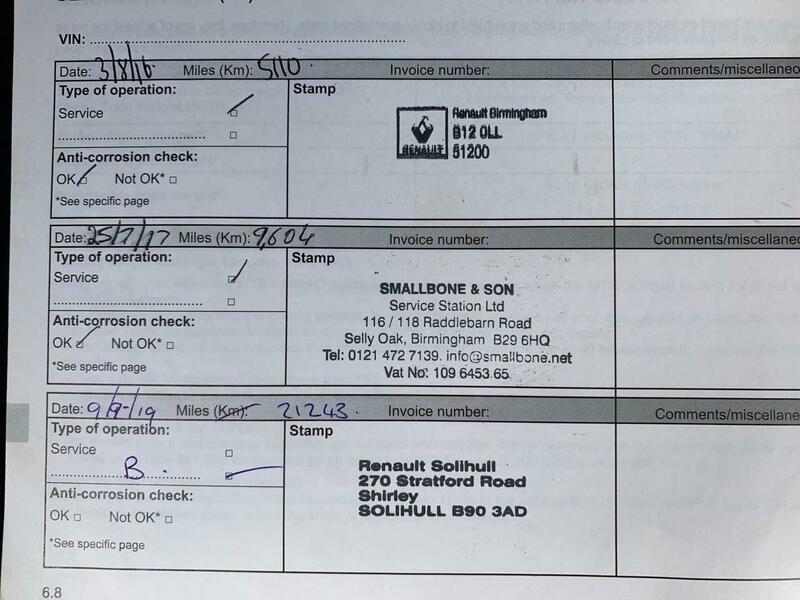 VIN:
Date: 3/8/16 Miles (Km): 5110 Invoice number: Comments/miscellaneo
Type of operation: Stamp
Service
Renault Birmingham
B12 0LL
RENAULT 51200
Anti-corrosion check:
OK Not OK*
*See specific page
Date: 25/7/17 Miles (Km): 9,604 Invoice number: Comments/miscellaneo
Type of operation: Stamp
Service
SMALLBONE & SON
Service Station Ltd
116 / 118 Raddlebarn Road
Selly Oak, Birmingham B29 6HQ
Tel: 0121 472 7139. info@smallbone.net
Vat No: 109 6453 65
Anti-corrosion check:
OK Not OK*
*See specific page
Date: 9/9/19 Miles (Km): 21243. Invoice number: Comments/miscellane
Type of operation: Stamp
Service
B.
Renault Solihull
270 Stratford Road
Shirley
SOLIHULL B90 3AD
Anti-corrosion check:
OK Not OK*
*See specific page
6.8